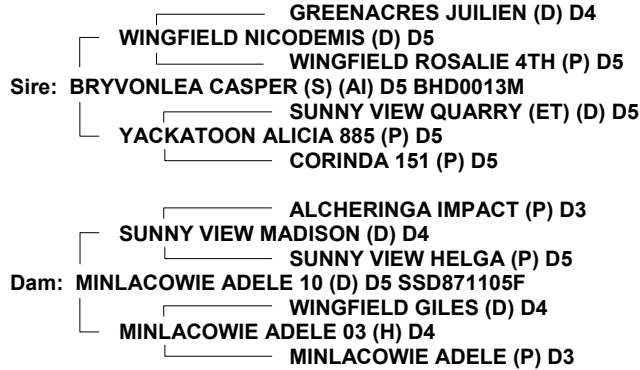 GREENACRES JUILIEN (D) D4
WINGFIELD NICODEMIS (D) D5
WINGFIELD ROSALIE 4TH (P) D5
Sire: BRYVONLEA CASPER (S) (AI) D5 BHD0013M
SUNNY VIEW QUARRY (ET) (D) D5
YACKATOON ALICIA 885 (P) D5
CORINDA 151 (P) D5
ALCHERINGA IMPACT (P) D3
SUNNY VIEW MADISON (D) D4
SUNNY VIEW HELGA (P) D5
Dam: MINLACOWIE ADELE 10 (D) D5 SSD871105F
WINGFIELD GILES (D) D4
MINLACOWIE ADELE 03 (H) D4
MINLACOWIE ADELE (P) D3